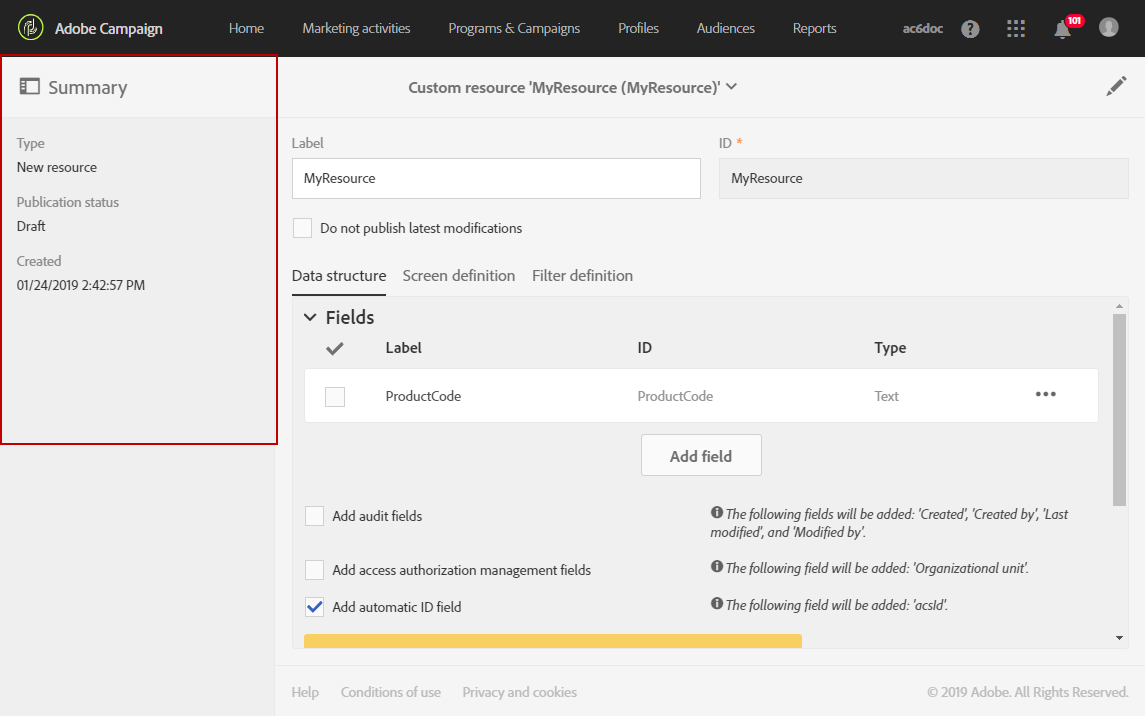 Adobe Campaign
Home
Marketing activities
Programs & Campaigns
Profiles
Audiences
Reports
ac6doc
?
101
Summary
Type
New resource
Publication status
Draft
Created
01/24/2019 2:42:57 PM
Custom resource 'MyResource (MyResource)'
Label
MyResource
ID *
MyResource
Do not publish latest modifications
Data structure
Screen definition
Filter definition
Fields
Label
ID
Type
ProductCode
ProductCode
Text
Add field
Add audit fields
The following fields will be added: 'Created', 'Created by', 'Last
modified', and 'Modified by'.
Add access authorization management fields
The following field will be added: 'Organizational unit'.
Add automatic ID field
The following field will be added: 'acsId'.
Help
Conditions of use
Privacy and cookies
© 2019 Adobe. All Rights Reserved.